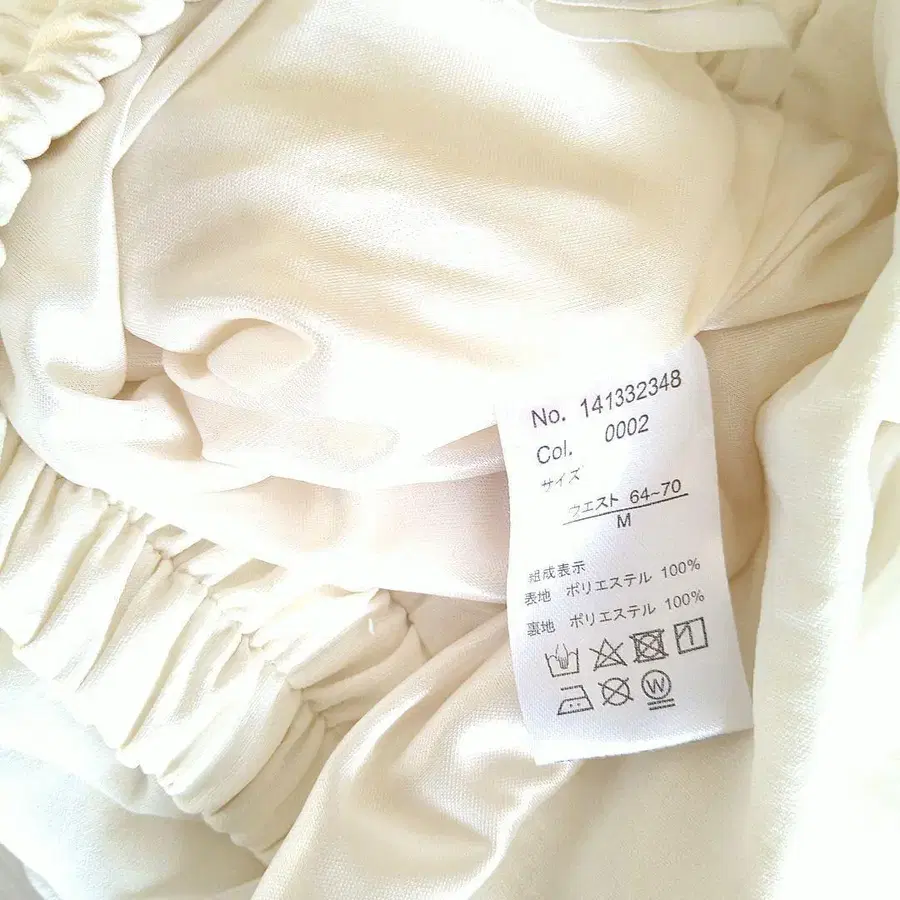 No. 141332348
Col. 0002
サイズ
ウエスト 64~70
M
組成表示
表地 ポリエステル 100%
裏地 ポリエステル 100%
W